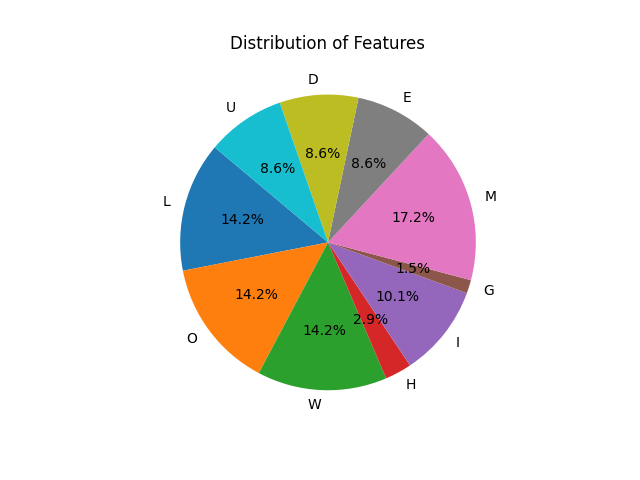 Distribution of Features
D
E
U
8.6%
8.6%
8.6%
M
L
17.2%
14.2%
1.5%
G
14.2%
10.1%
2.9%
14.2%
O
I
H
W